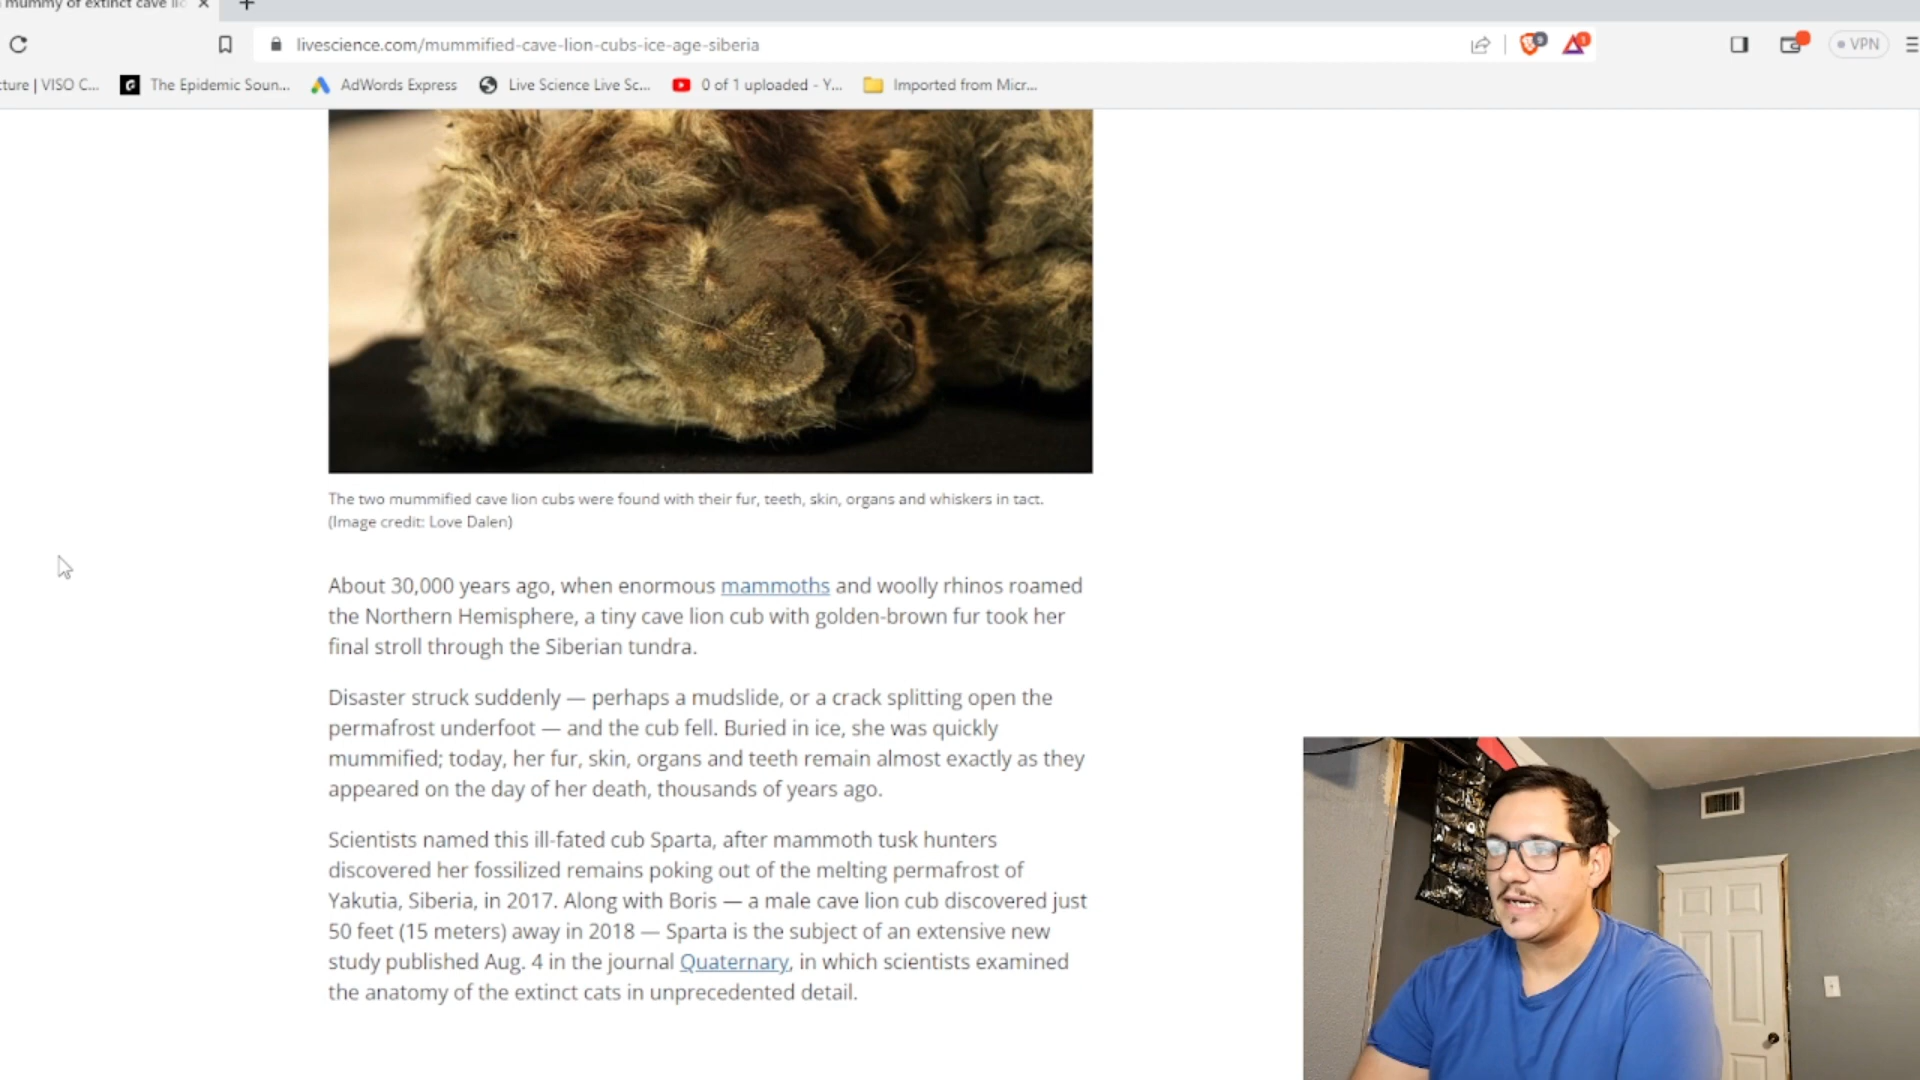 mummy of extinct cave li
livescience.com/mummified-cave-lion-cubs-ice-age-siberia
VPN
cture | VISO C...
The Epidemic Soun...
AdWords Express
Live Science Live Sc...
0 of 1 uploaded - Y...
Imported from Micr...
The two mummified cave lion cubs were found with their fur, teeth, skin, organs and whiskers in tact.
(Image credit: Love Dalen)
About 30,000 years ago, when enormous mammoths and woolly rhinos roamed
the Northern Hemisphere, a tiny cave lion cub with golden-brown fur took her
final stroll through the Siberian tundra.
Disaster struck suddenly — perhaps a mudslide, or a crack splitting open the
permafrost underfoot — and the cub fell. Buried in ice, she was quickly
mummified; today, her fur, skin, organs and teeth remain almost exactly as they
appeared on the day of her death, thousands of years ago.
Scientists named this ill-fated cub Sparta, after mammoth tusk hunters
discovered her fossilized remains poking out of the melting permafrost of
Yakutia, Siberia, in 2017. Along with Boris — a male cave lion cub discovered just
50 feet (15 meters) away in 2018 — Sparta is the subject of an extensive new
study published Aug. 4 in the journal Quaternary, in which scientists examined
the anatomy of the extinct cats in unprecedented detail.